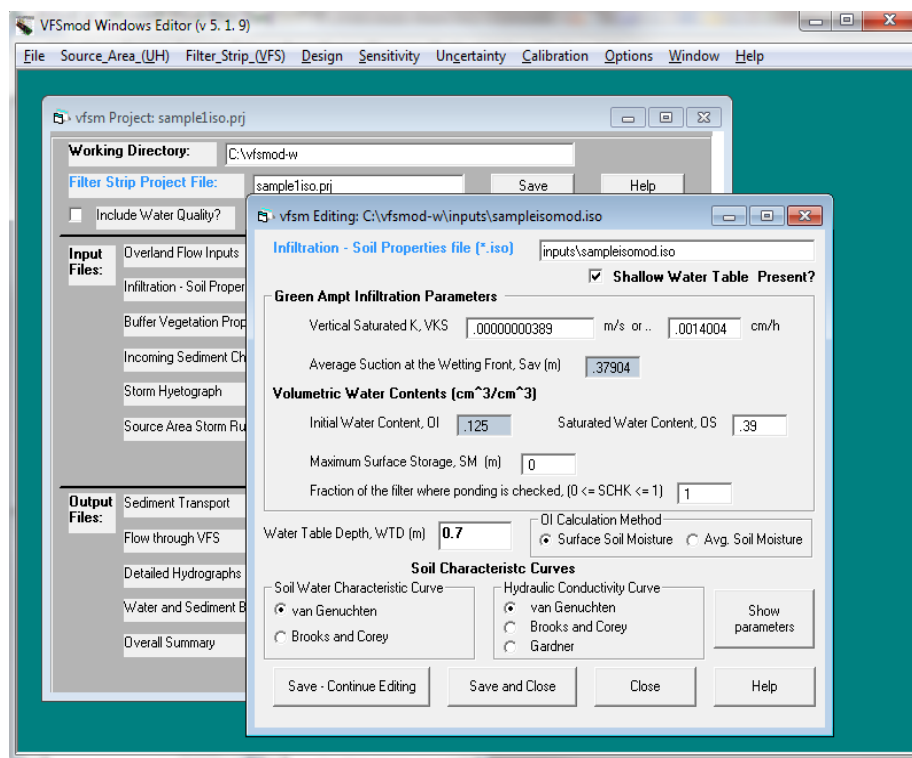 VFSmod Windows Editor (v 5. 1. 9)
File Source_Area_(UH) Filter_Strip_(VFS) Design Sensitivity Uncertainty Calibration Options Window Help
vfsm Project: sample1iso.prj
Working Directory: C:\vfsmod-w
Filter Strip Project File: sample1iso.prj Save Help
Include Water Quality?
Input Files:
Overland Flow Inputs
Infiltration - Soil Proper
Buffer Vegetation Prop
Incoming Sediment Ch
Storm Hyetograph
Source Area Storm Ru
Output Files:
Sediment Transport
Flow through VFS
Detailed Hydrographs
Water and Sediment B
Overall Summary
vfsm Editing: C:\vfsmod-w\inputs\sampleisomod.iso
Infiltration - Soil Properties file (*.iso) inputs\sampleisomod.iso
Shallow Water Table Present?
Green Ampt Infiltration Parameters
Vertical Saturated K, VKS .00000000389 m/s or .. .0014004 cm/h
Average Suction at the Wetting Front, Sav (m) .37904
Volumetric Water Contents (cm^3/cm^3)
Initial Water Content, OI .125 Saturated Water Content, OS .39
Maximum Surface Storage, SM (m) 0
Fraction of the filter where ponding is checked, (0 <= SCHK <= 1) 1
Water Table Depth, WTD (m) 0.7
OI Calculation Method
Surface Soil Moisture Avg. Soil Moisture
Soil Characteristc Curves
Soil Water Characteristic Curve
van Genuchten
Brooks and Corey
Hydraulic Conductivity Curve
van Genuchten
Brooks and Corey
Gardner
Show
parameters
Save - Continue Editing Save and Close Close Help